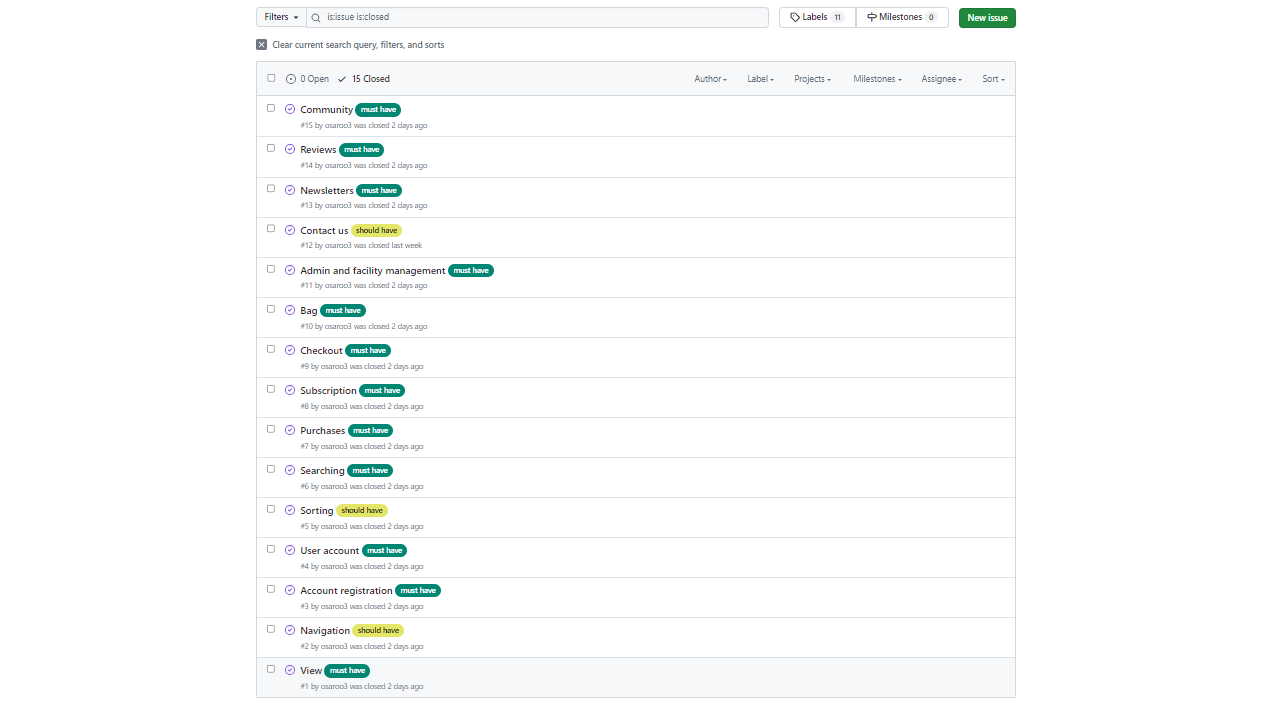 Filters is:issue is:closed Labels 11 Milestones 0 New issue
Clear current search query, filters, and sorts
0 Open 15 Closed Author Label Projects Milestones Assignee Sort
Community must have
#15 by osaroo3 was closed 2 days ago
Reviews must have
#14 by osaroo3 was closed 2 days ago
Newsletters must have
#13 by osaroo3 was closed 2 days ago
Contact us should have
#12 by osaroo3 was closed last week
Admin and facility management must have
#11 by osaroo3 was closed 2 days ago
Bag must have
#10 by osaroo3 was closed 2 days ago
Checkout must have
#9 by osaroo3 was closed 2 days ago
Subscription must have
#8 by osaroo3 was closed 2 days ago
Purchases must have
#7 by osaroo3 was closed 2 days ago
Searching must have
#6 by osaroo3 was closed 2 days ago
Sorting should have
#5 by osaroo3 was closed 2 days ago
User account must have
#4 by osaroo3 was closed 2 days ago
Account registration must have
#3 by osaroo3 was closed 2 days ago
Navigation should have
#2 by osaroo3 was closed 2 days ago
View must have
#1 by osaroo3 was closed 2 days ago